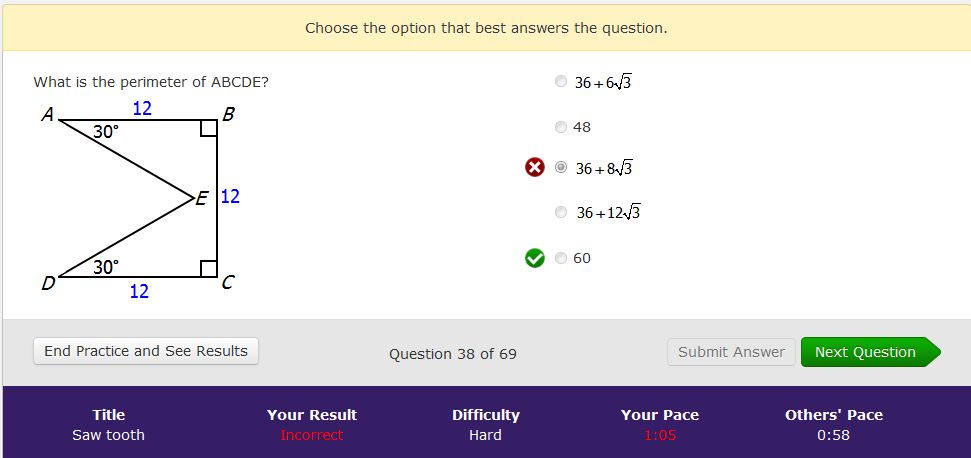 Choose the option that best answers the question.
What is the perimeter of ABCDE?
A 12 B
30°
E 12
30°
D 12 C
36+6√3
48
36+8√3
36+12√3
60
End Practice and See Results
Question 38 of 69
Submit Answer
Next Question
Title
Saw tooth
Your Result
Incorrect
Difficulty
Hard
Your Pace
1:05
Others' Pace
0:58